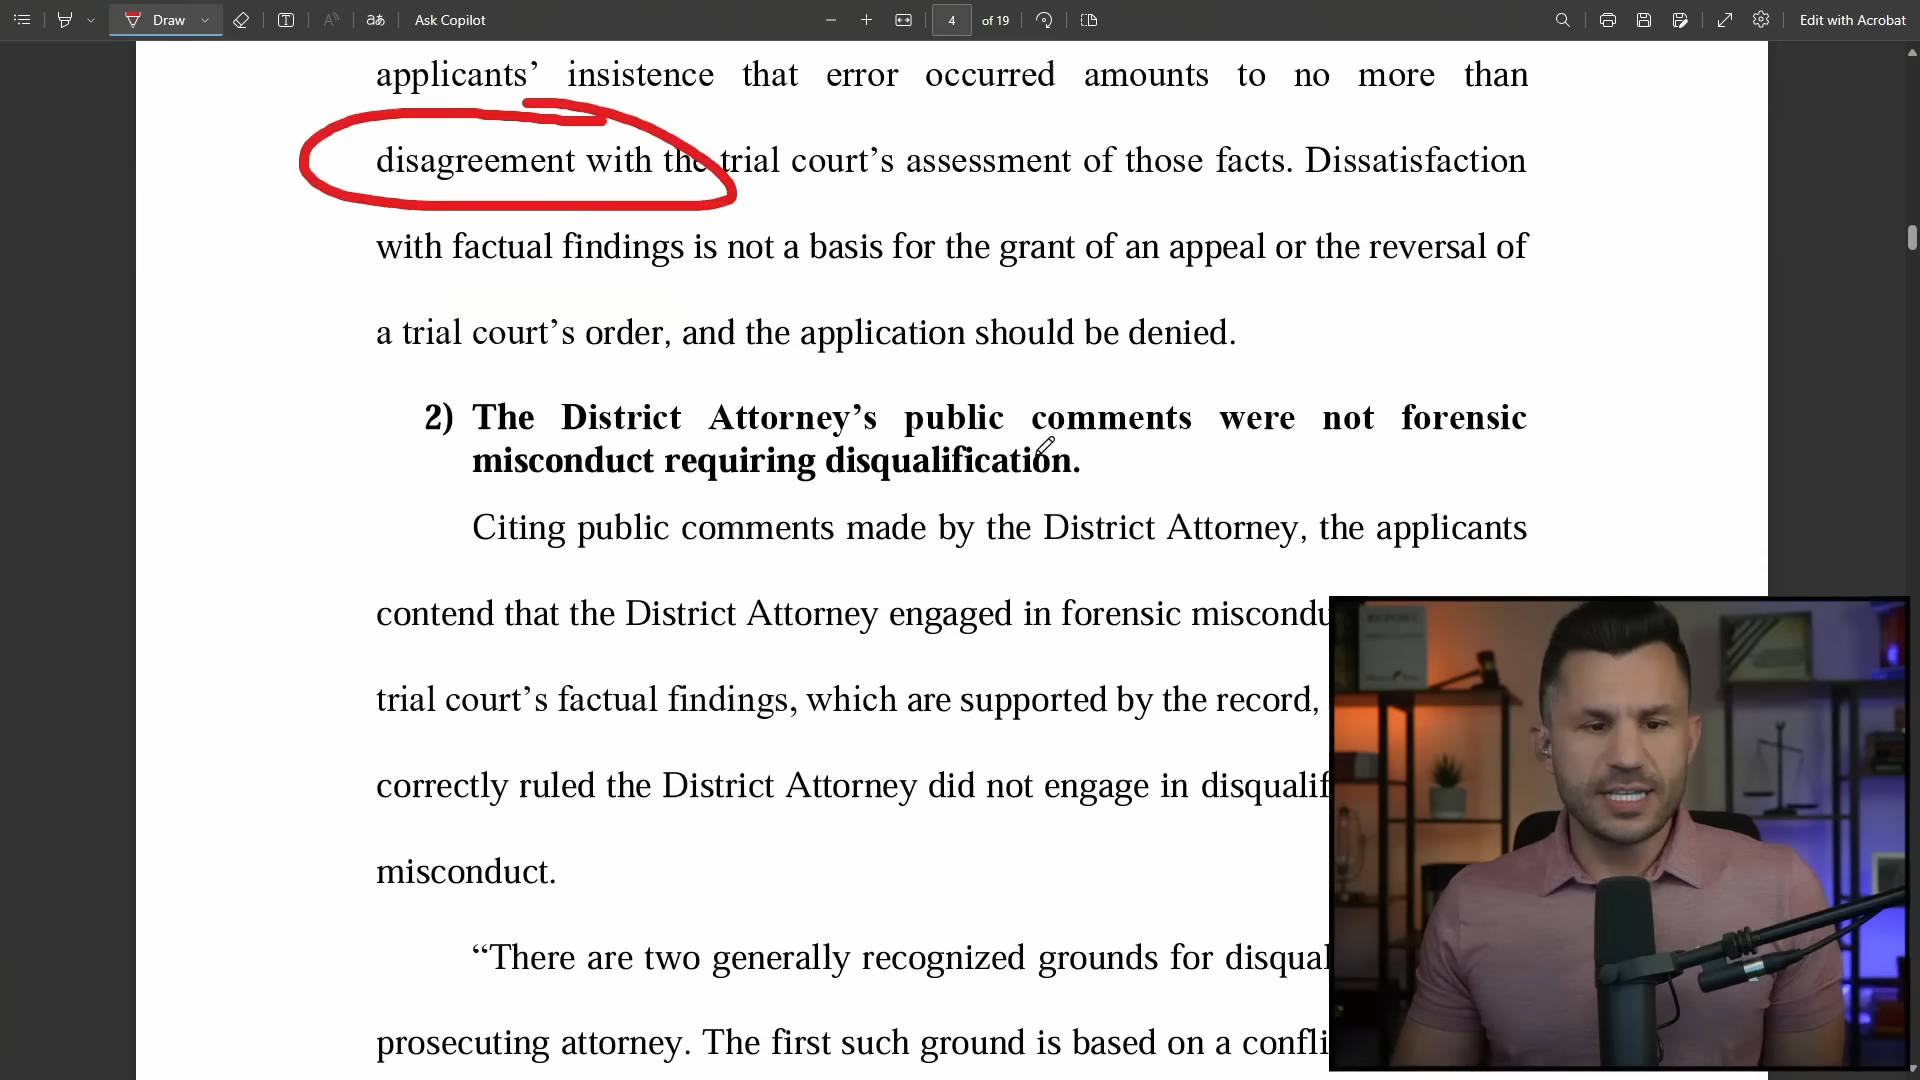 Draw
aあ
Ask Copilot
4
of 19
Edit with Acrobat
applicants’ insistence that error occurred amounts to no more than
disagreement with the trial court’s assessment of those facts. Dissatisfaction
with factual findings is not a basis for the grant of an appeal or the reversal of
a trial court’s order, and the application should be denied.
2) The District Attorney’s public comments were not forensic
misconduct requiring disqualification.
Citing public comments made by the District Attorney, the applicants
contend that the District Attorney engaged in forensic miscondu
trial court’s factual findings, which are supported by the record,
correctly ruled the District Attorney did not engage in disqualif
misconduct.
“There are two generally recognized grounds for disqual
prosecuting attorney. The first such ground is based on a confli